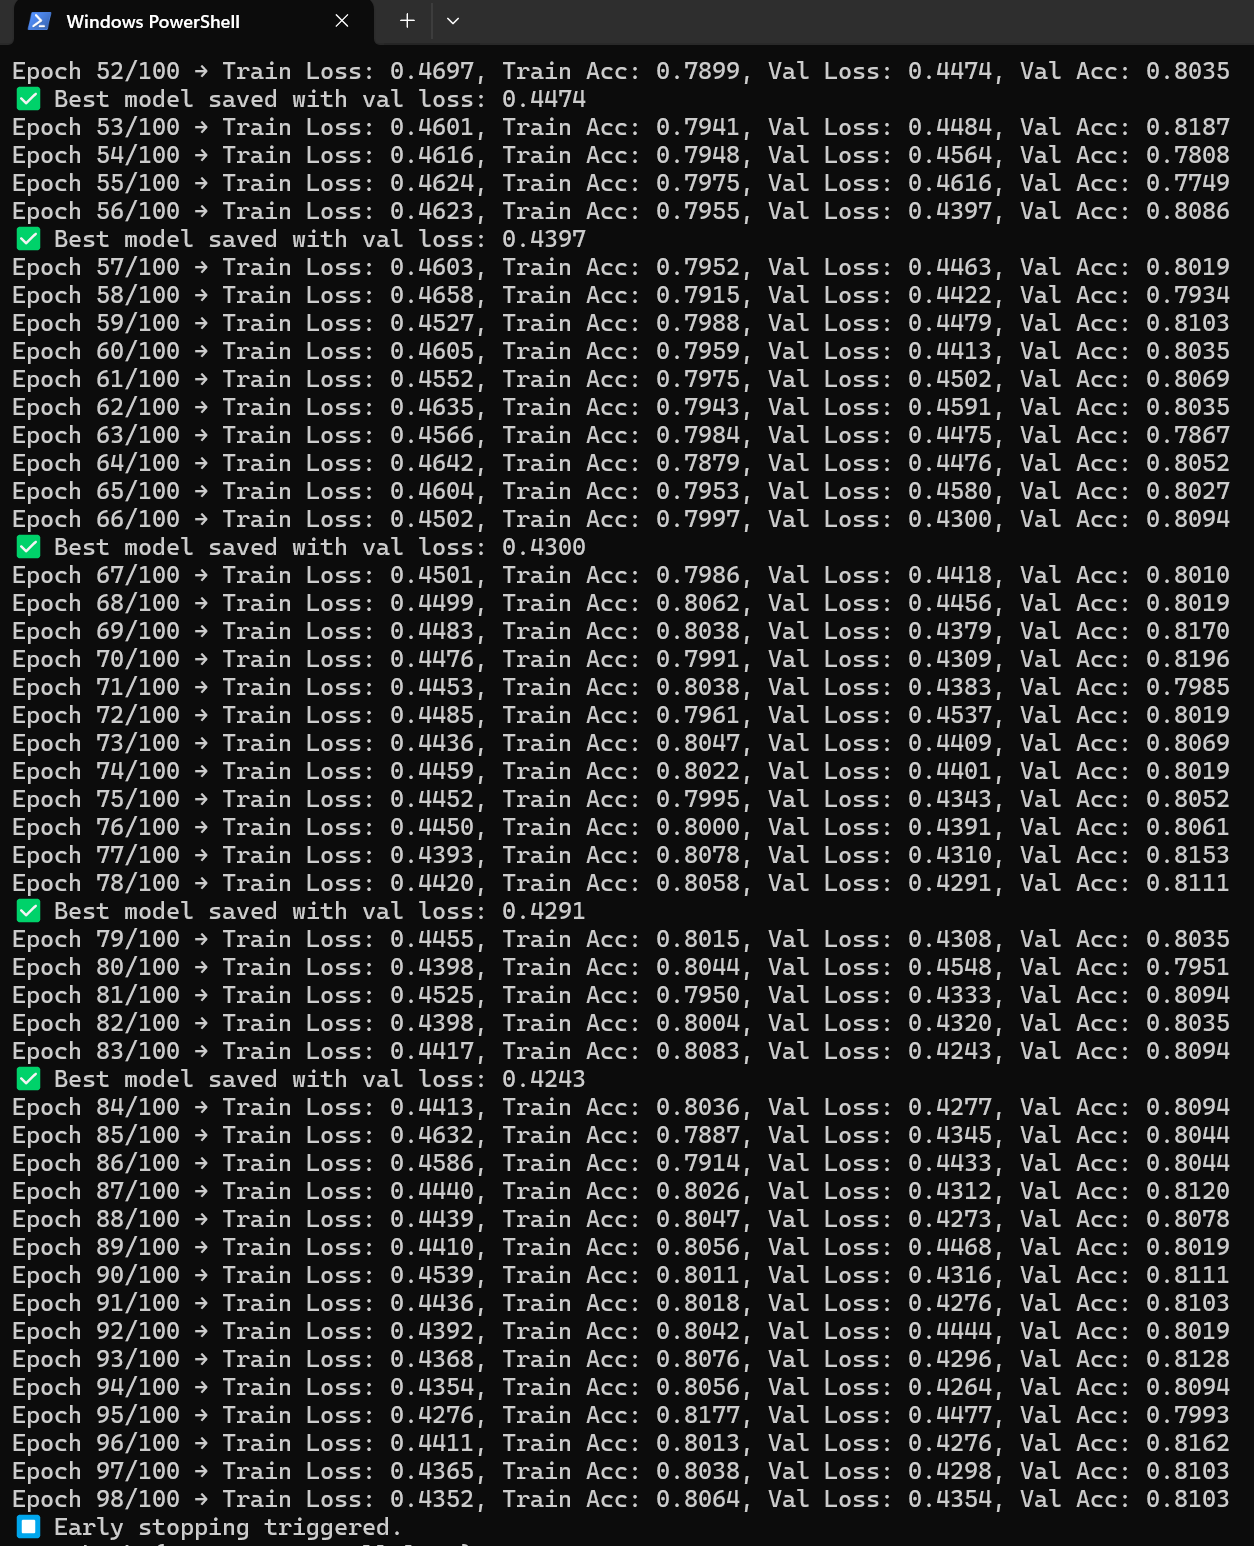 Windows PowerShell
Epoch 52/100 → Train Loss: 0.4697, Train Acc: 0.7899, Val Loss: 0.4474, Val Acc: 0.8035
✅ Best model saved with val loss: 0.4474
Epoch 53/100 → Train Loss: 0.4601, Train Acc: 0.7941, Val Loss: 0.4484, Val Acc: 0.8187
Epoch 54/100 → Train Loss: 0.4616, Train Acc: 0.7948, Val Loss: 0.4564, Val Acc: 0.7808
Epoch 55/100 → Train Loss: 0.4624, Train Acc: 0.7975, Val Loss: 0.4616, Val Acc: 0.7749
Epoch 56/100 → Train Loss: 0.4623, Train Acc: 0.7955, Val Loss: 0.4397, Val Acc: 0.8086
✅ Best model saved with val loss: 0.4397
Epoch 57/100 → Train Loss: 0.4603, Train Acc: 0.7952, Val Loss: 0.4463, Val Acc: 0.8019
Epoch 58/100 → Train Loss: 0.4658, Train Acc: 0.7915, Val Loss: 0.4422, Val Acc: 0.7934
Epoch 59/100 → Train Loss: 0.4527, Train Acc: 0.7988, Val Loss: 0.4479, Val Acc: 0.8103
Epoch 60/100 → Train Loss: 0.4605, Train Acc: 0.7959, Val Loss: 0.4413, Val Acc: 0.8035
Epoch 61/100 → Train Loss: 0.4552, Train Acc: 0.7975, Val Loss: 0.4502, Val Acc: 0.8069
Epoch 62/100 → Train Loss: 0.4635, Train Acc: 0.7943, Val Loss: 0.4591, Val Acc: 0.8035
Epoch 63/100 → Train Loss: 0.4566, Train Acc: 0.7984, Val Loss: 0.4475, Val Acc: 0.7867
Epoch 64/100 → Train Loss: 0.4642, Train Acc: 0.7879, Val Loss: 0.4476, Val Acc: 0.8052
Epoch 65/100 → Train Loss: 0.4604, Train Acc: 0.7953, Val Loss: 0.4580, Val Acc: 0.8027
Epoch 66/100 → Train Loss: 0.4502, Train Acc: 0.7997, Val Loss: 0.4300, Val Acc: 0.8094
✅ Best model saved with val loss: 0.4300
Epoch 67/100 → Train Loss: 0.4501, Train Acc: 0.7986, Val Loss: 0.4418, Val Acc: 0.8010
Epoch 68/100 → Train Loss: 0.4499, Train Acc: 0.8062, Val Loss: 0.4456, Val Acc: 0.8019
Epoch 69/100 → Train Loss: 0.4483, Train Acc: 0.8038, Val Loss: 0.4379, Val Acc: 0.8170
Epoch 70/100 → Train Loss: 0.4476, Train Acc: 0.7991, Val Loss: 0.4309, Val Acc: 0.8196
Epoch 71/100 → Train Loss: 0.4453, Train Acc: 0.8038, Val Loss: 0.4383, Val Acc: 0.7985
Epoch 72/100 → Train Loss: 0.4485, Train Acc: 0.7961, Val Loss: 0.4537, Val Acc: 0.8019
Epoch 73/100 → Train Loss: 0.4436, Train Acc: 0.8047, Val Loss: 0.4409, Val Acc: 0.8069
Epoch 74/100 → Train Loss: 0.4459, Train Acc: 0.8022, Val Loss: 0.4401, Val Acc: 0.8019
Epoch 75/100 → Train Loss: 0.4452, Train Acc: 0.7995, Val Loss: 0.4343, Val Acc: 0.8052
Epoch 76/100 → Train Loss: 0.4450, Train Acc: 0.8000, Val Loss: 0.4391, Val Acc: 0.8061
Epoch 77/100 → Train Loss: 0.4393, Train Acc: 0.8078, Val Loss: 0.4310, Val Acc: 0.8153
Epoch 78/100 → Train Loss: 0.4420, Train Acc: 0.8058, Val Loss: 0.4291, Val Acc: 0.8111
✅ Best model saved with val loss: 0.4291
Epoch 79/100 → Train Loss: 0.4455, Train Acc: 0.8015, Val Loss: 0.4308, Val Acc: 0.8035
Epoch 80/100 → Train Loss: 0.4398, Train Acc: 0.8044, Val Loss: 0.4548, Val Acc: 0.7951
Epoch 81/100 → Train Loss: 0.4525, Train Acc: 0.7950, Val Loss: 0.4333, Val Acc: 0.8094
Epoch 82/100 → Train Loss: 0.4398, Train Acc: 0.8004, Val Loss: 0.4320, Val Acc: 0.8035
Epoch 83/100 → Train Loss: 0.4417, Train Acc: 0.8083, Val Loss: 0.4243, Val Acc: 0.8094
✅ Best model saved with val loss: 0.4243
Epoch 84/100 → Train Loss: 0.4413, Train Acc: 0.8036, Val Loss: 0.4277, Val Acc: 0.8094
Epoch 85/100 → Train Loss: 0.4632, Train Acc: 0.7887, Val Loss: 0.4345, Val Acc: 0.8044
Epoch 86/100 → Train Loss: 0.4586, Train Acc: 0.7914, Val Loss: 0.4433, Val Acc: 0.8044
Epoch 87/100 → Train Loss: 0.4440, Train Acc: 0.8026, Val Loss: 0.4312, Val Acc: 0.8120
Epoch 88/100 → Train Loss: 0.4439, Train Acc: 0.8047, Val Loss: 0.4273, Val Acc: 0.8078
Epoch 89/100 → Train Loss: 0.4410, Train Acc: 0.8056, Val Loss: 0.4468, Val Acc: 0.8019
Epoch 90/100 → Train Loss: 0.4539, Train Acc: 0.8011, Val Loss: 0.4316, Val Acc: 0.8111
Epoch 91/100 → Train Loss: 0.4436, Train Acc: 0.8018, Val Loss: 0.4276, Val Acc: 0.8103
Epoch 92/100 → Train Loss: 0.4392, Train Acc: 0.8042, Val Loss: 0.4444, Val Acc: 0.8019
Epoch 93/100 → Train Loss: 0.4368, Train Acc: 0.8076, Val Loss: 0.4296, Val Acc: 0.8128
Epoch 94/100 → Train Loss: 0.4354, Train Acc: 0.8056, Val Loss: 0.4264, Val Acc: 0.8094
Epoch 95/100 → Train Loss: 0.4276, Train Acc: 0.8177, Val Loss: 0.4477, Val Acc: 0.7993
Epoch 96/100 → Train Loss: 0.4411, Train Acc: 0.8013, Val Loss: 0.4276, Val Acc: 0.8162
Epoch 97/100 → Train Loss: 0.4365, Train Acc: 0.8038, Val Loss: 0.4298, Val Acc: 0.8103
Epoch 98/100 → Train Loss: 0.4352, Train Acc: 0.8064, Val Loss: 0.4354, Val Acc: 0.8103
⏹️ Early stopping triggered.